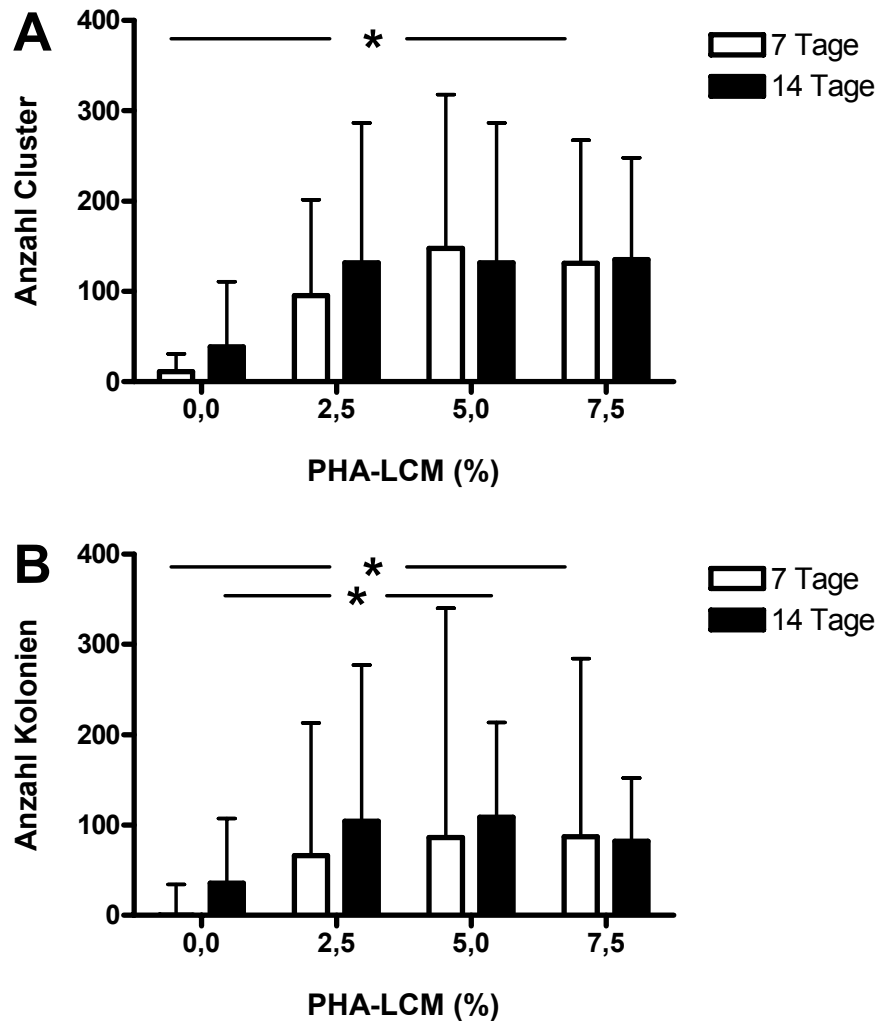 A
400
300
200
100
0
Anzahl Cluster
*
7 Tage
14 Tage
0,0 2,5 5,0 7,5
PHA-LCM (%)
B
400
300
200
100
0
Anzahl Kolonien
*
*
7 Tage
14 Tage
0,0 2,5 5,0 7,5
PHA-LCM (%)